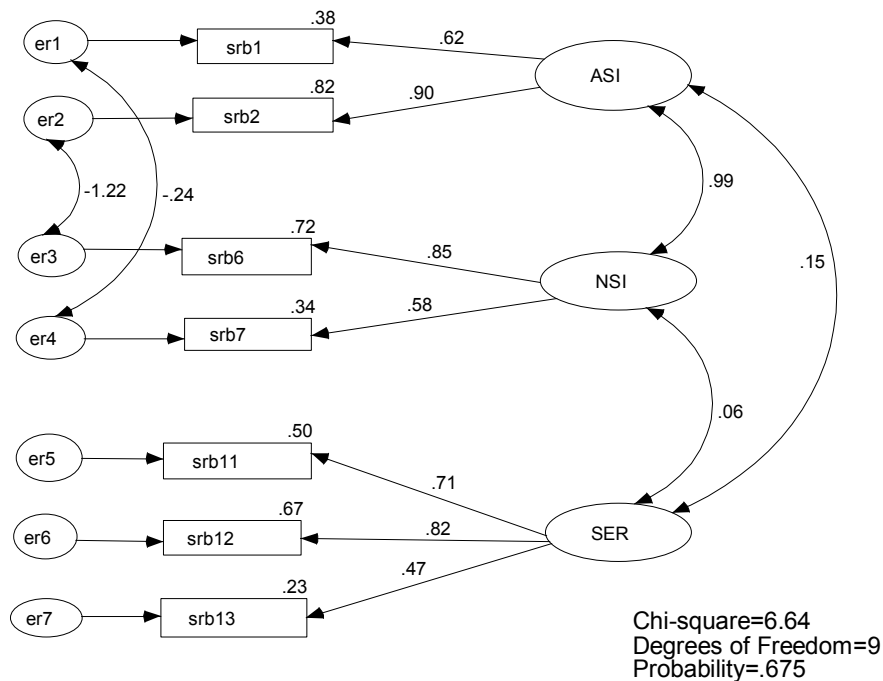 .38
er1
srb1
.62
ASI
.82
.90
er2
srb2
-1.22
-.24
.99
.72
er3
srb6
.85
NSI
.15
.34
.58
er4
srb7
.06
.50
er5
srb11
.71
.67
er6
srb12
.82
SER
.47
.23
er7
srb13
Chi-square=6.64
Degrees of Freedom=9
Probability=.675